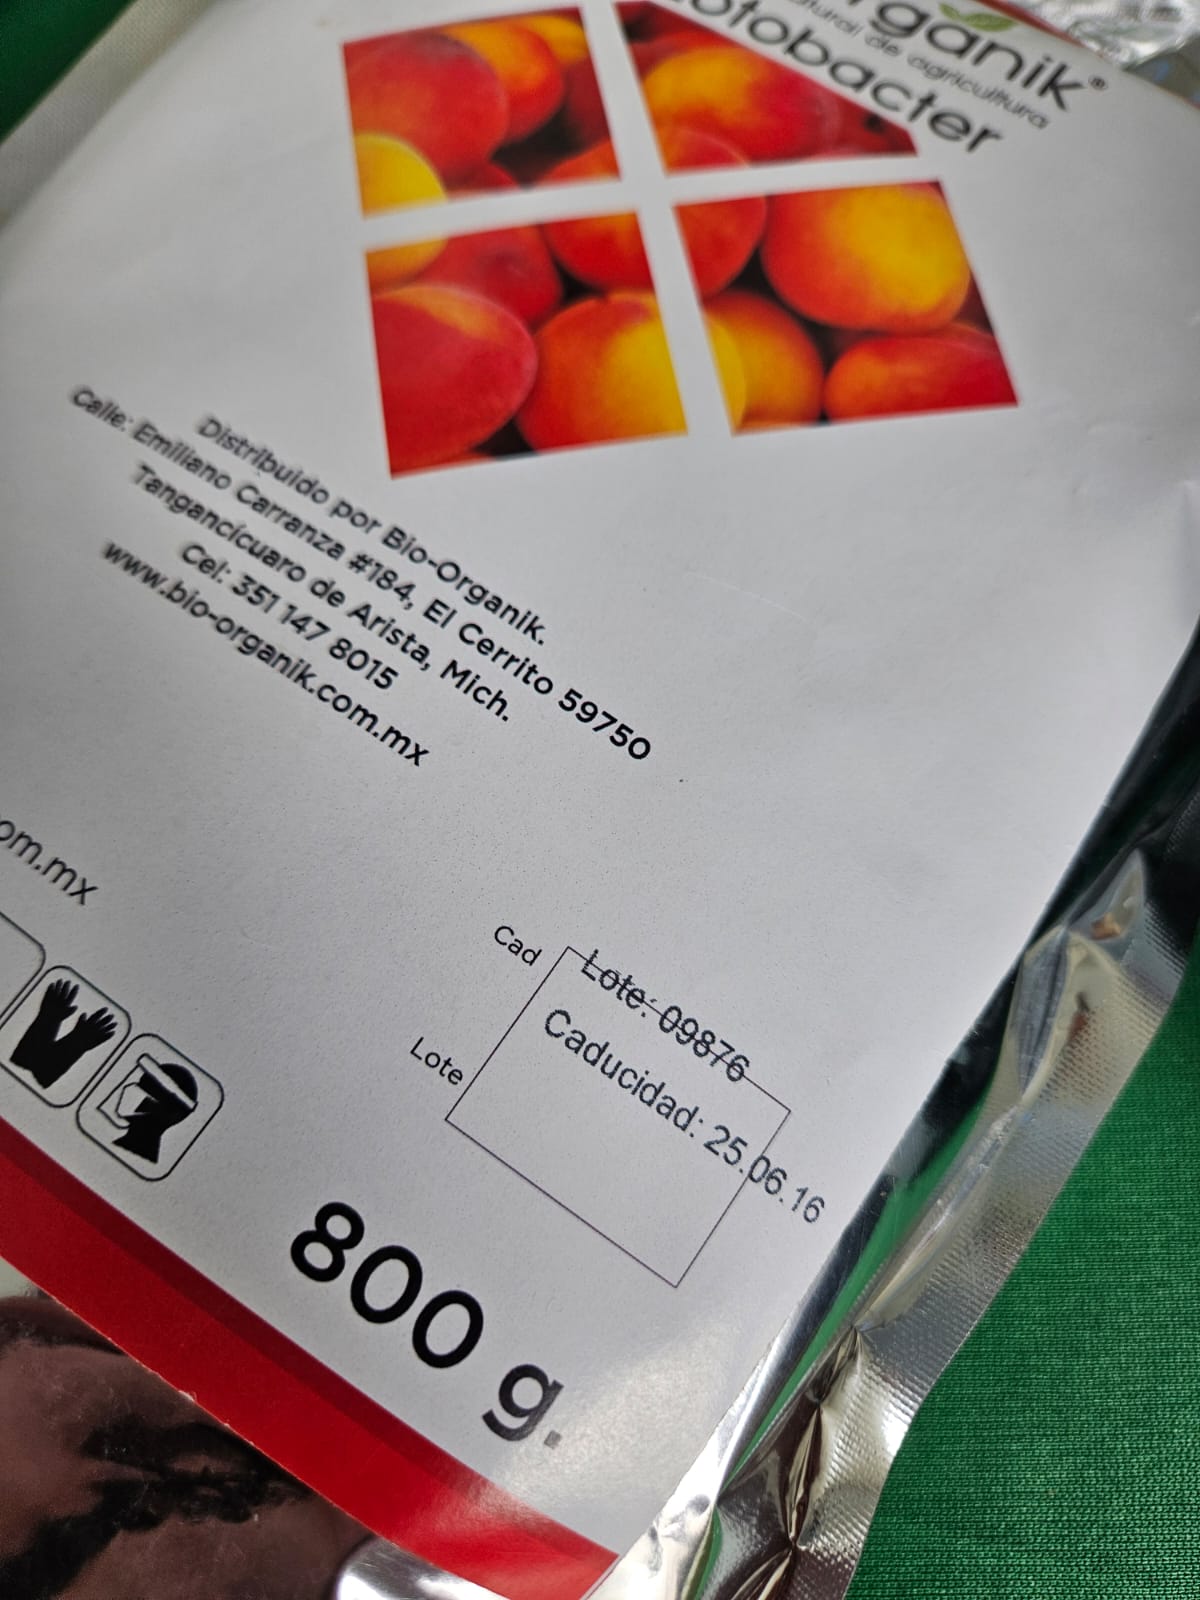 rganik®
de agricultura
otobacter
Distribuido por Bio-Organik.
Calle: Emiliano Carranza #184, El Cerrito 59750
Tangancícuaro de Arista, Mich.
Cel: 351 147 8015
www.bio-organik.com.mx
om.mx
Cad
Lote: 09876
Caducidad: 25.06.16
Lote
800 g.